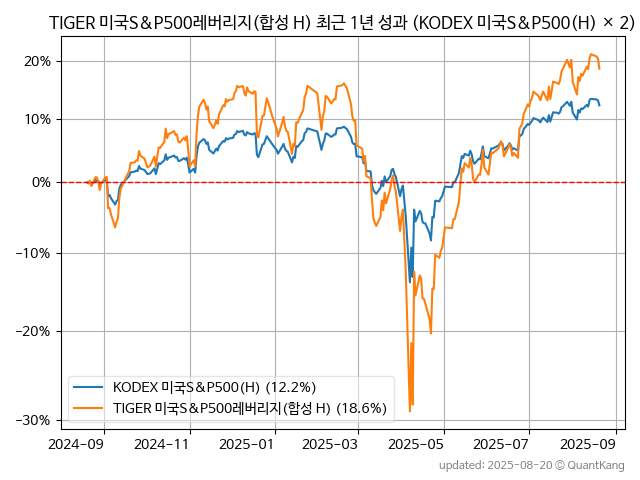 TIGER 미국S&P500레버리지(합성 H) 최근 1년 성과 (KODEX 미국S&P500(H) × 2)
20%
10%
0%
−10%
−20%
−30%
KODEX 미국S&P500(H) (12.2%)
TIGER 미국S&P500레버리지(합성 H) (18.6%)
2024-09 2024-11 2025-01 2025-03 2025-05 2025-07 2025-09
updated: 2025-08-20 © QuantKang